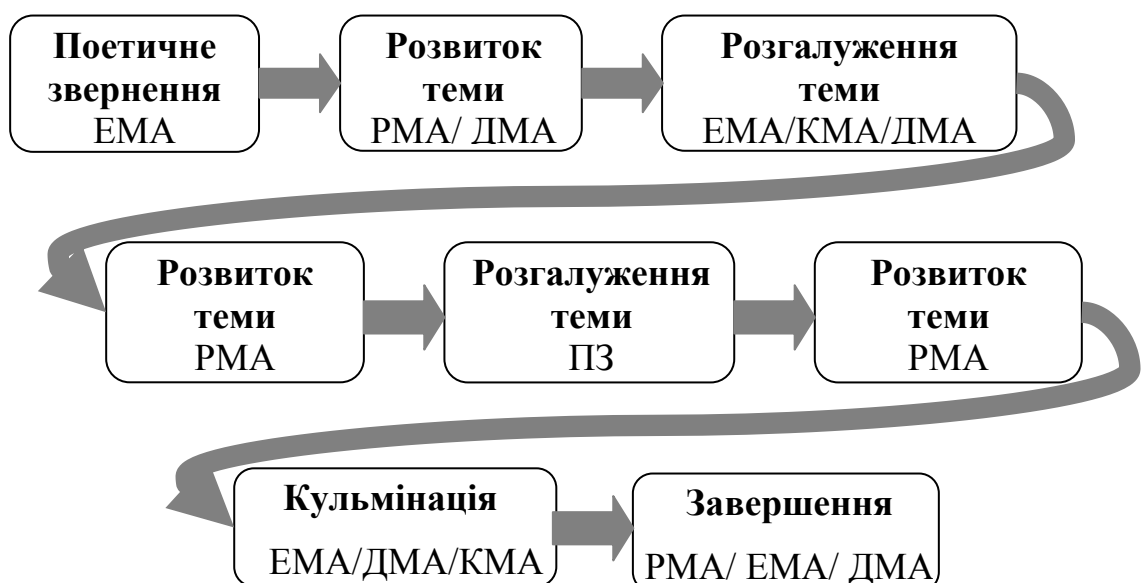 Поетичне
звернення
ЕМА
Розвиток
теми
РМА/ ДМА
Розгалуження
теми
ЕМА/КМА/ДМА
Розвиток
теми
РМА
Розгалуження
теми
ПЗ
Розвиток
теми
РМА
Кульмінація
ЕМА/ДМА/КМА
Завершення
РМА/ ЕМА/ ДМА